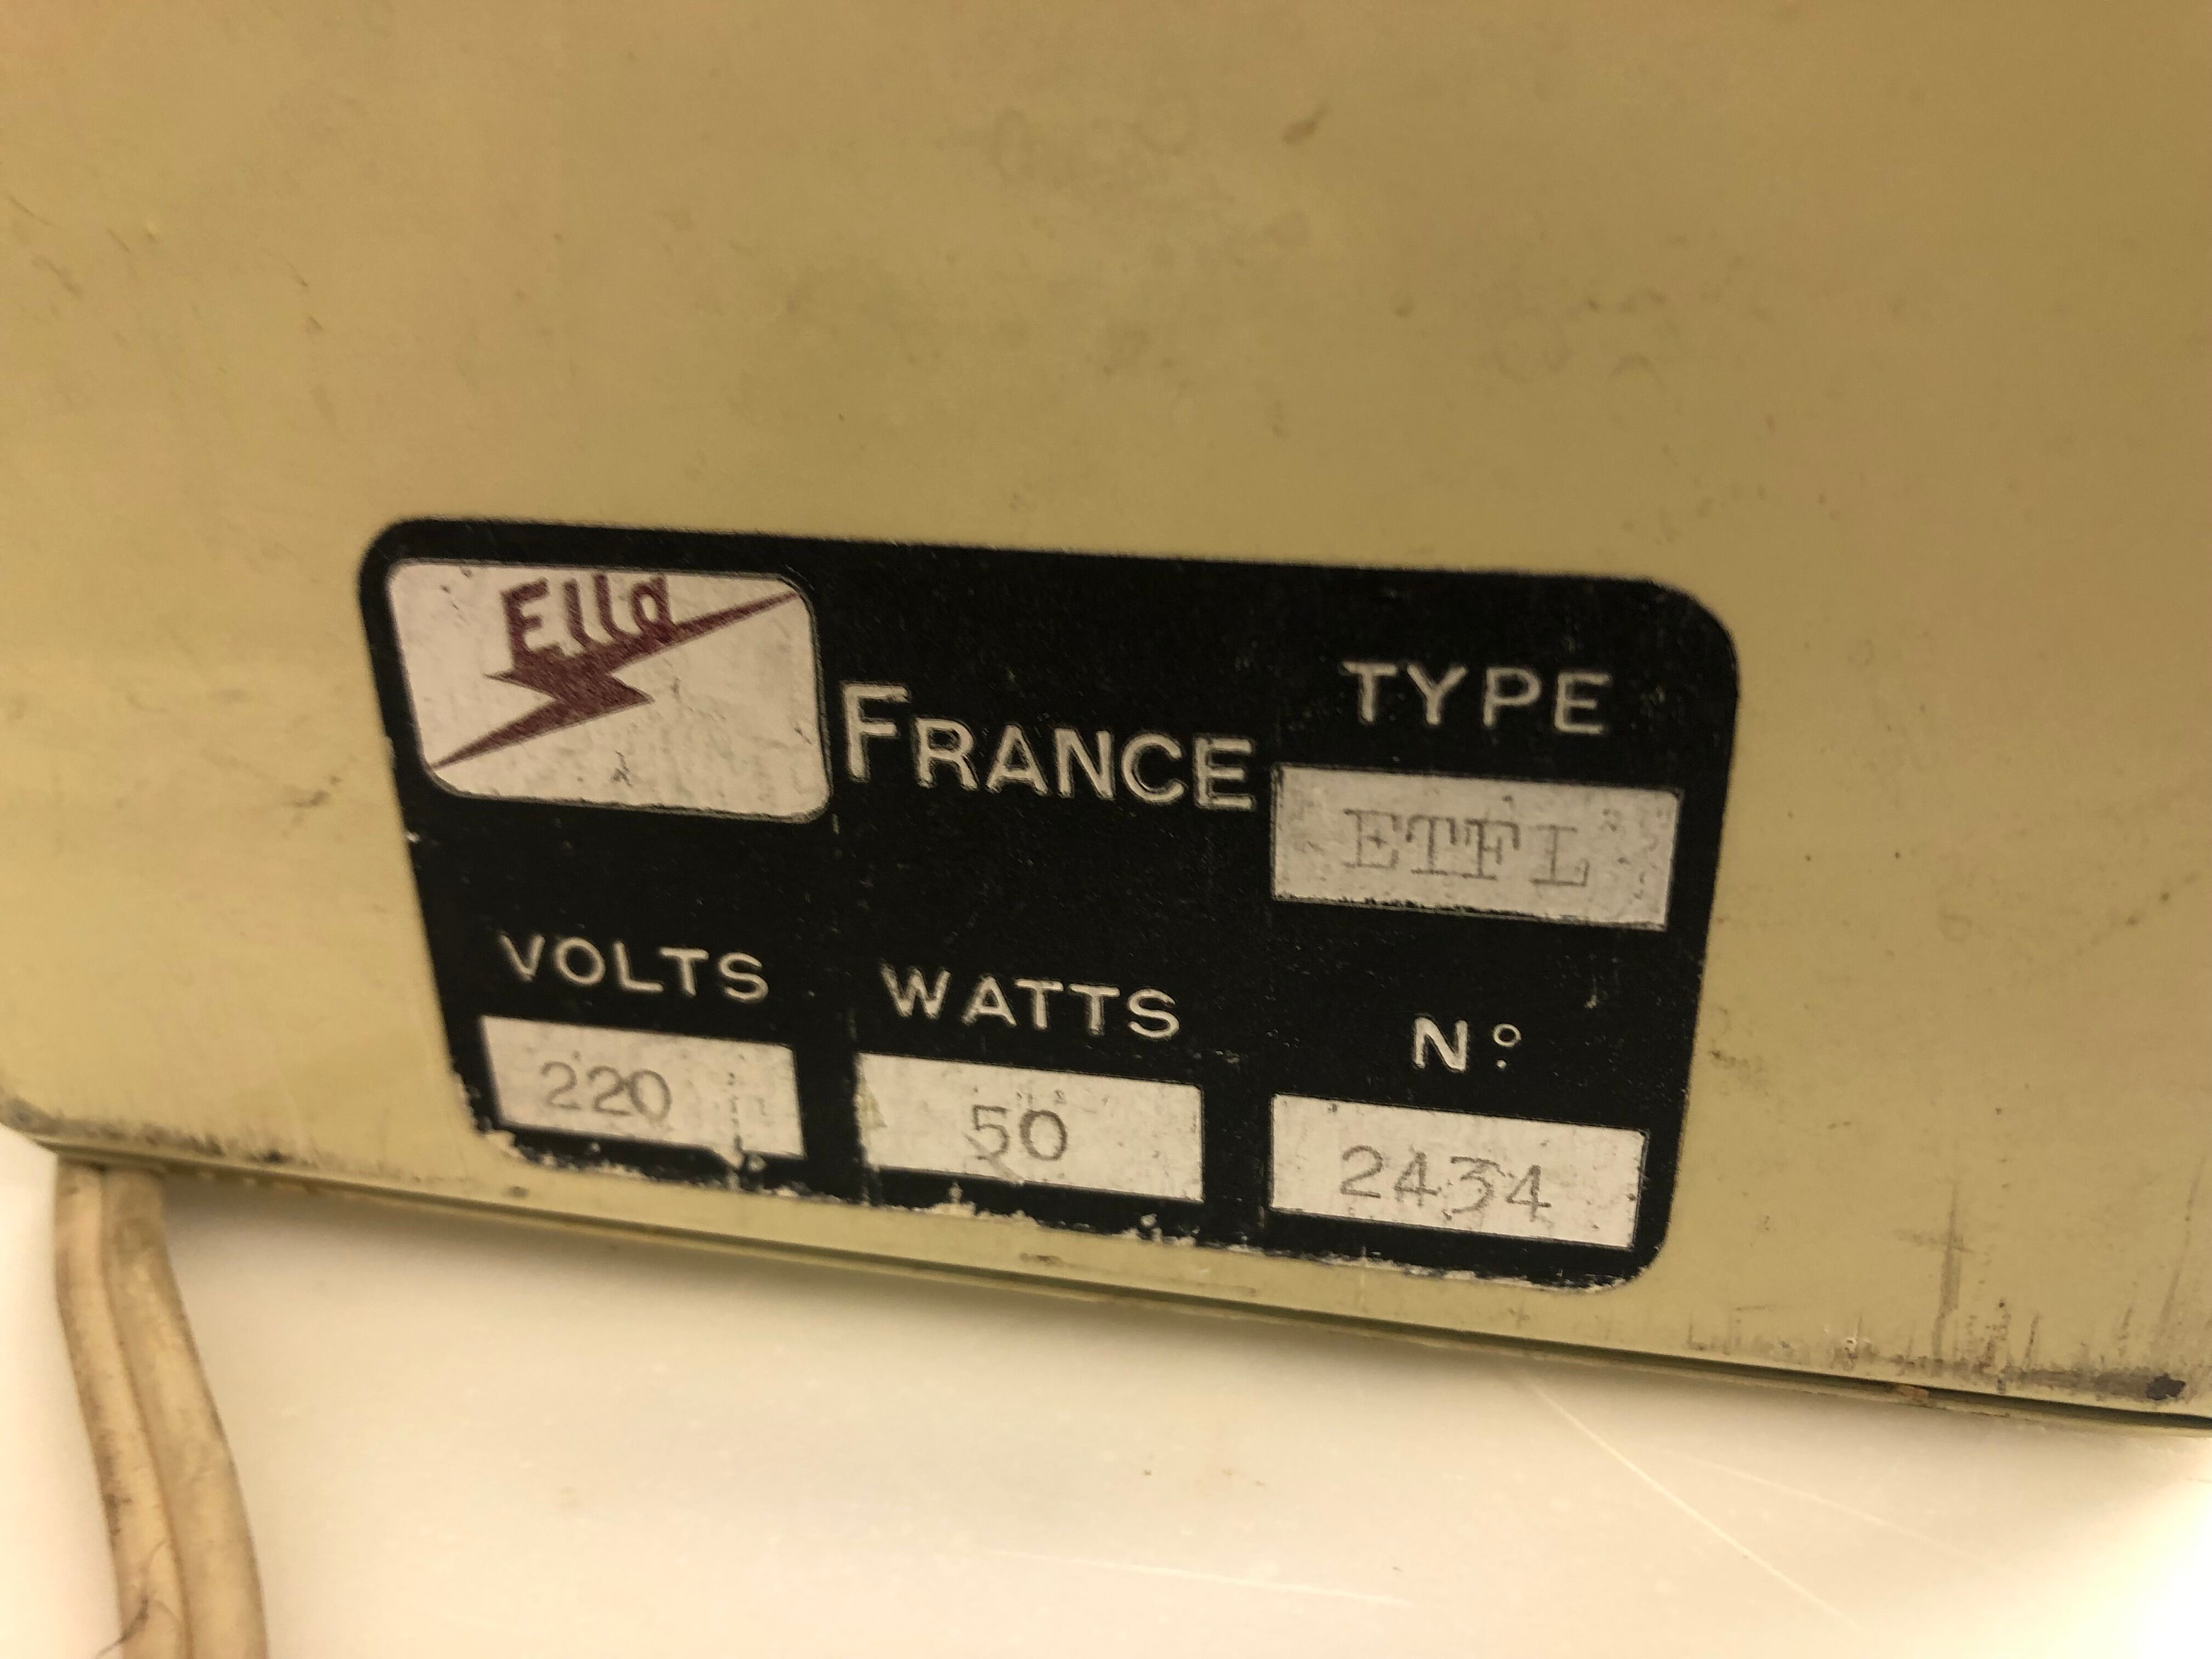 Ella
FRANCE
TYPE
ETFL
VOLTS WATTS N°
220 50 2434